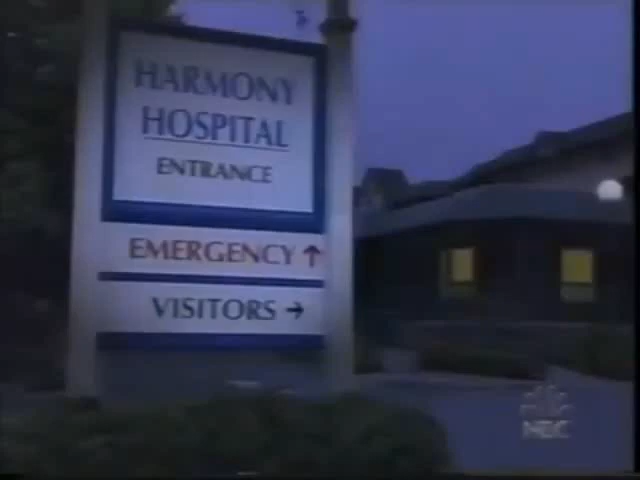 HARMONY
HOSPITAL
ENTRANCE
EMERGENCY ↑
VISITORS →
NBC